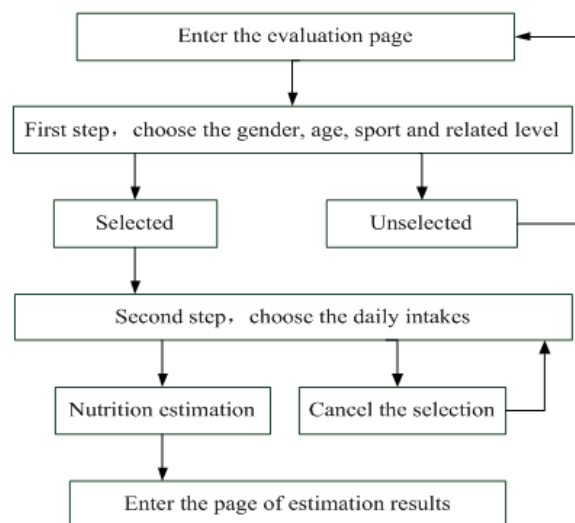 Enter the evaluation page
First step，choose the gender, age, sport and related level
Selected
Unselected
Second step，choose the daily intakes
Nutrition estimation
Cancel the selection
Enter the page of estimation results